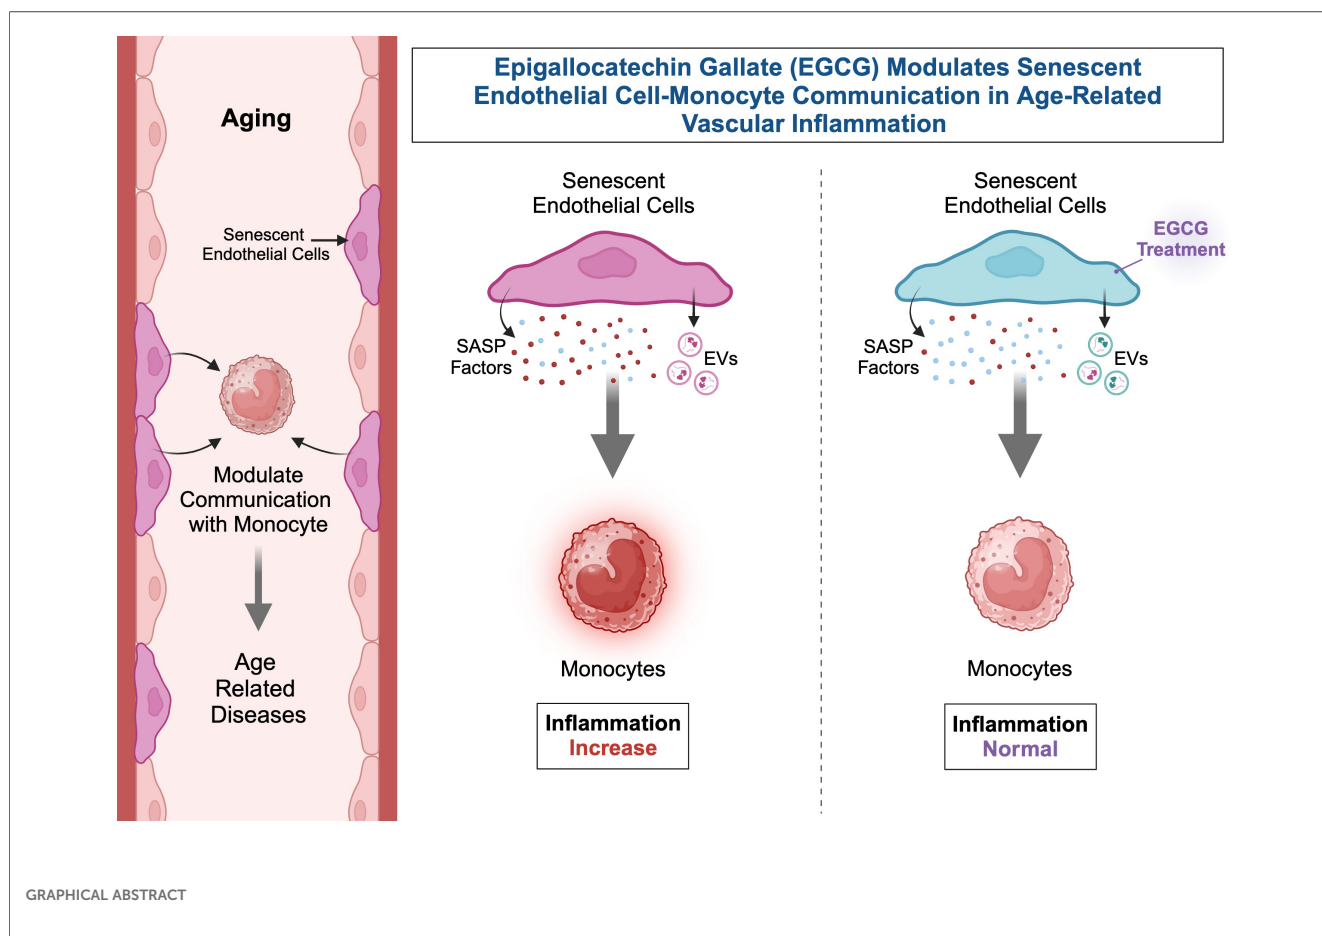 Epigallocatechin Gallate (EGCG) Modulates Senescent
Endothelial Cell-Monocyte Communication in Age-Related
Vascular Inflammation
Aging
Senescent
Endothelial Cells
Modulate
Communication
with Monocyte
Age
Related
Diseases
Senescent
Endothelial Cells
SASP
Factors
EVs
Monocytes
Inflammation
Increase
Senescent
Endothelial Cells
EGCG
Treatment
SASP
Factors
EVs
Monocytes
Inflammation
Normal
GRAPHICAL ABSTRACT